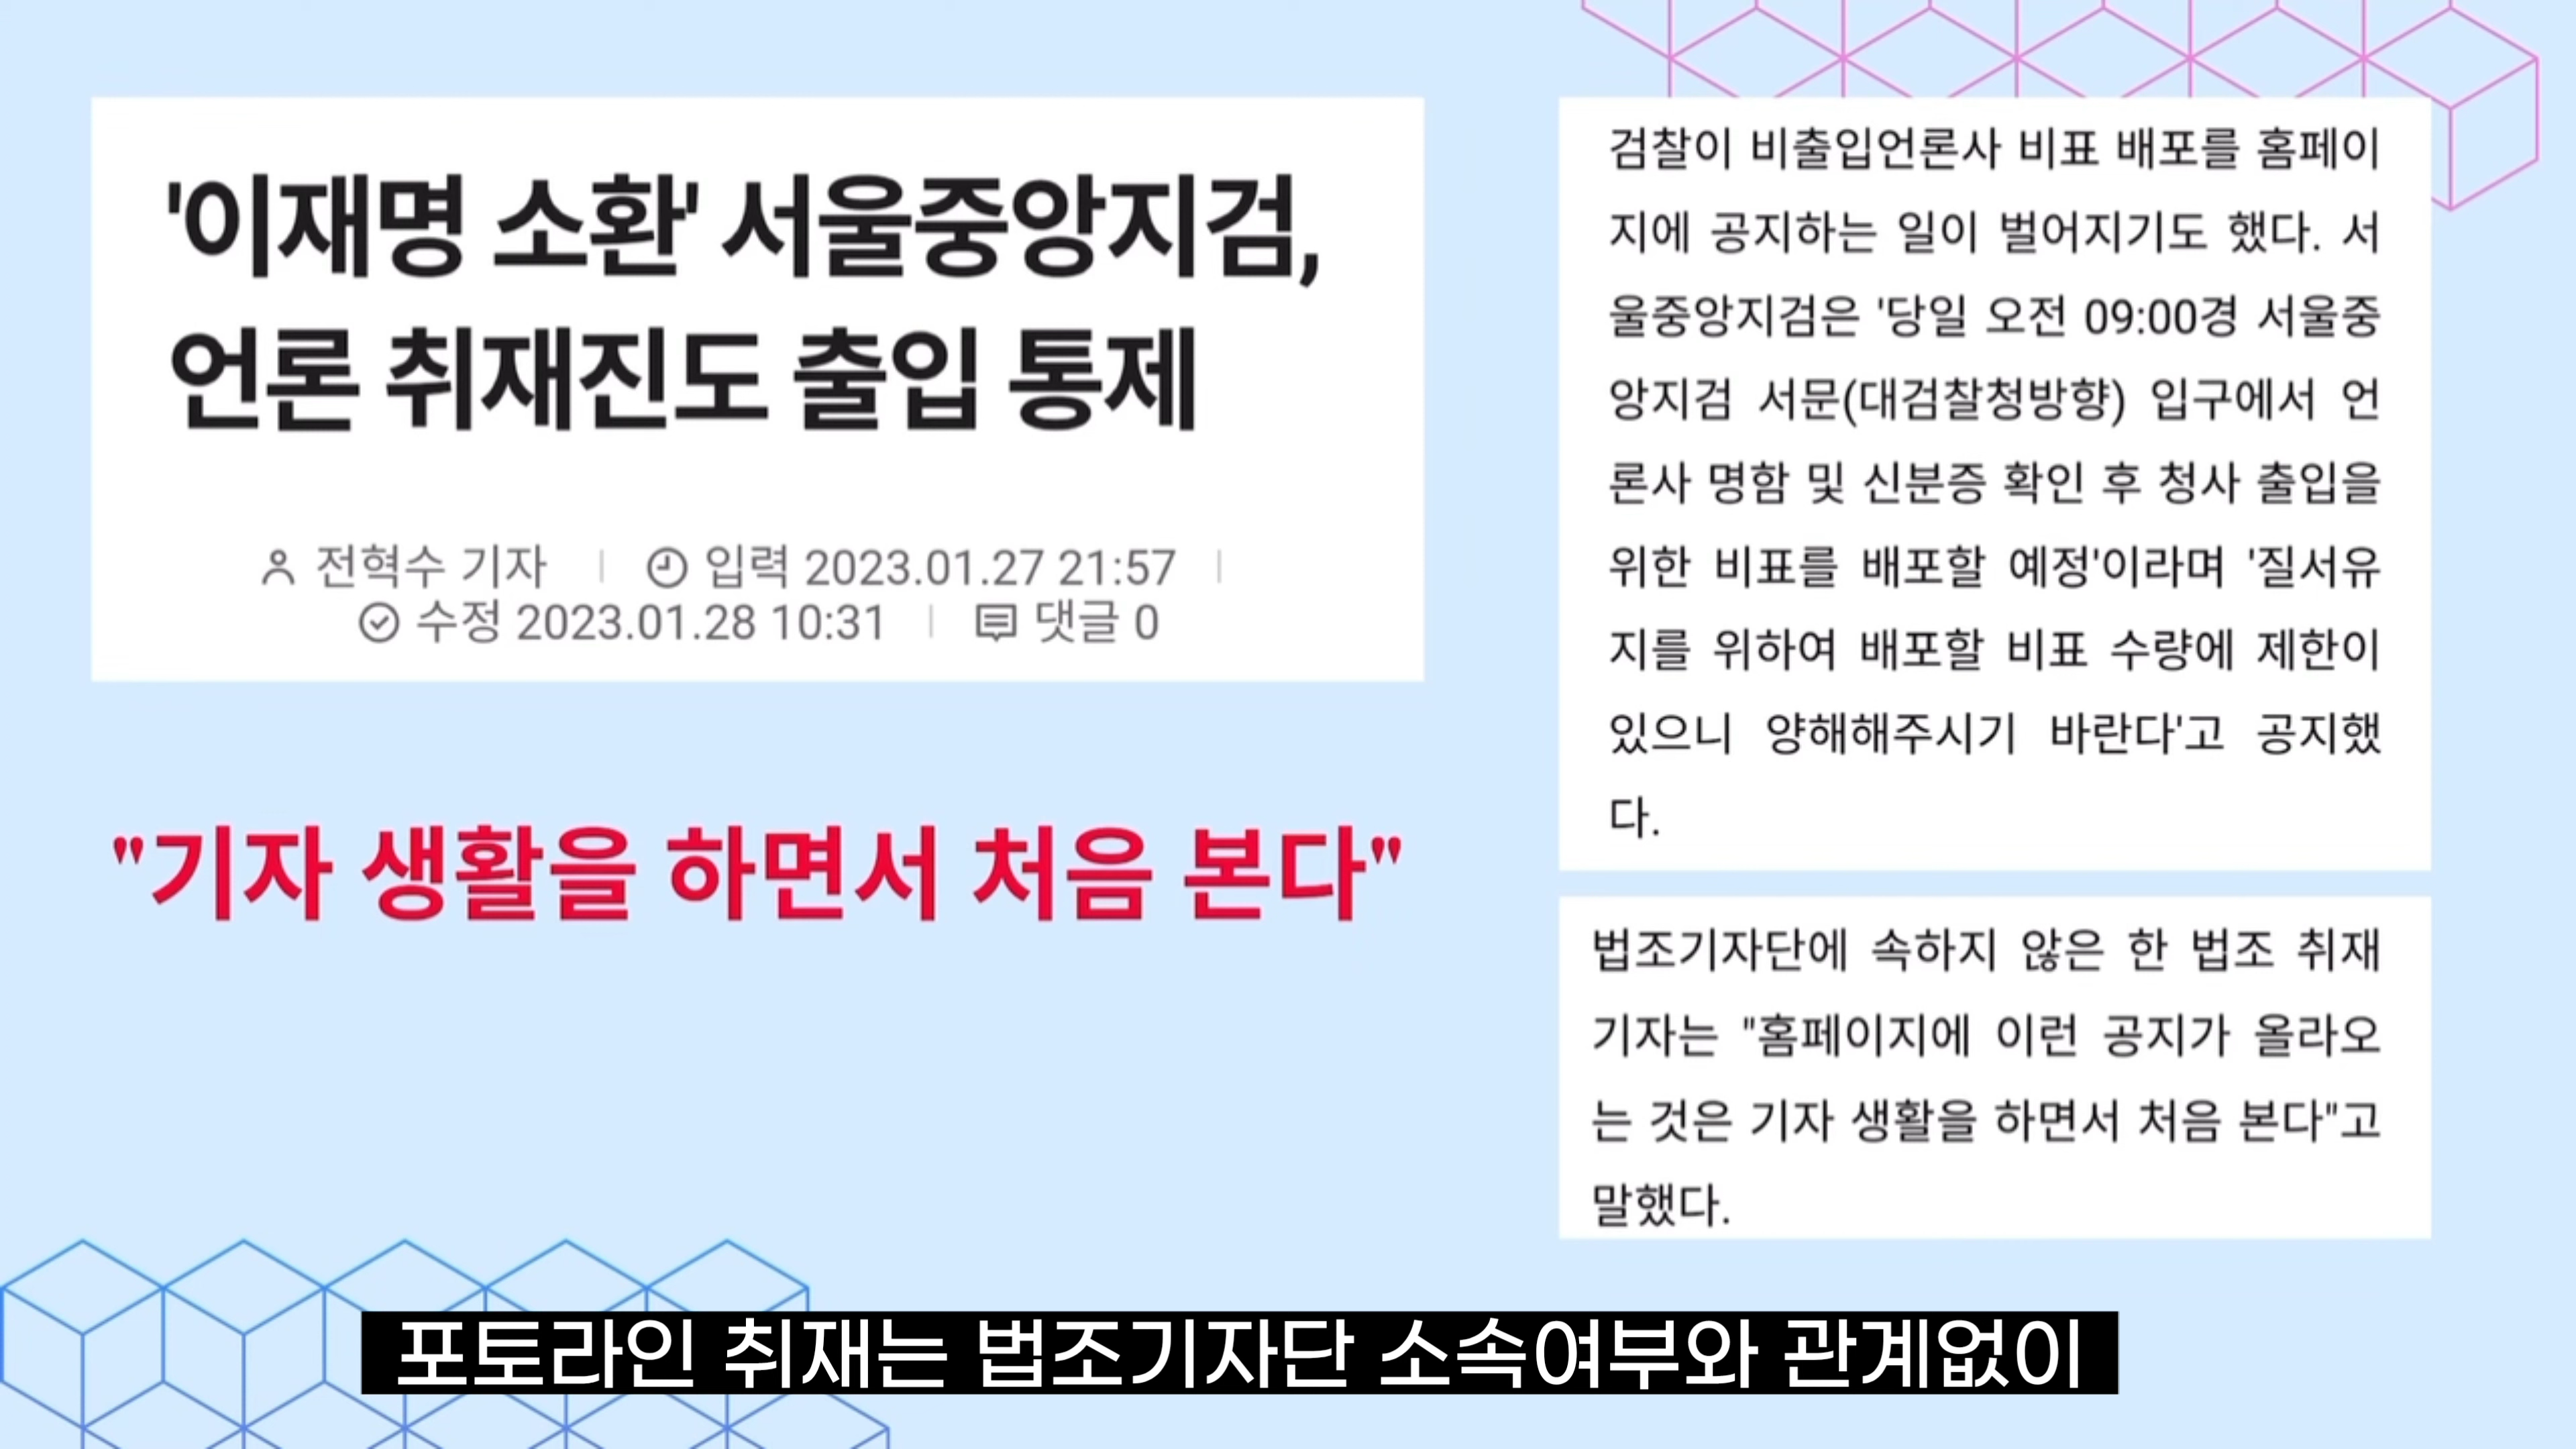 '이재명 소환' 서울중앙지검,
언론 취재진도 출입 통제
전혁수 기자 | 입력 2023.01.27 21:57 |
수정 2023.01.28 10:31 | 댓글 0
"기자 생활을 하면서 처음 본다"
검찰이 비출입언론사 비표 배포를 홈페이
지에 공지하는 일이 벌어지기도 했다. 서
울중앙지검은 '당일 오전 09:00경 서울중
앙지검 서문(대검찰청방향) 입구에서 언
론사 명함 및 신분증 확인 후 청사 출입을
위한 비표를 배포할 예정'이라며 '질서유
지를 위하여 배포할 비표 수량에 제한이
있으니 양해해주시기 바란다'고 공지했
다.
법조기자단에 속하지 않은 한 법조 취재
기자는 "홈페이지에 이런 공지가 올라오
는 것은 기자 생활을 하면서 처음 본다"고
말했다.
포토라인 취재는 법조기자단 소속여부와 관계없이